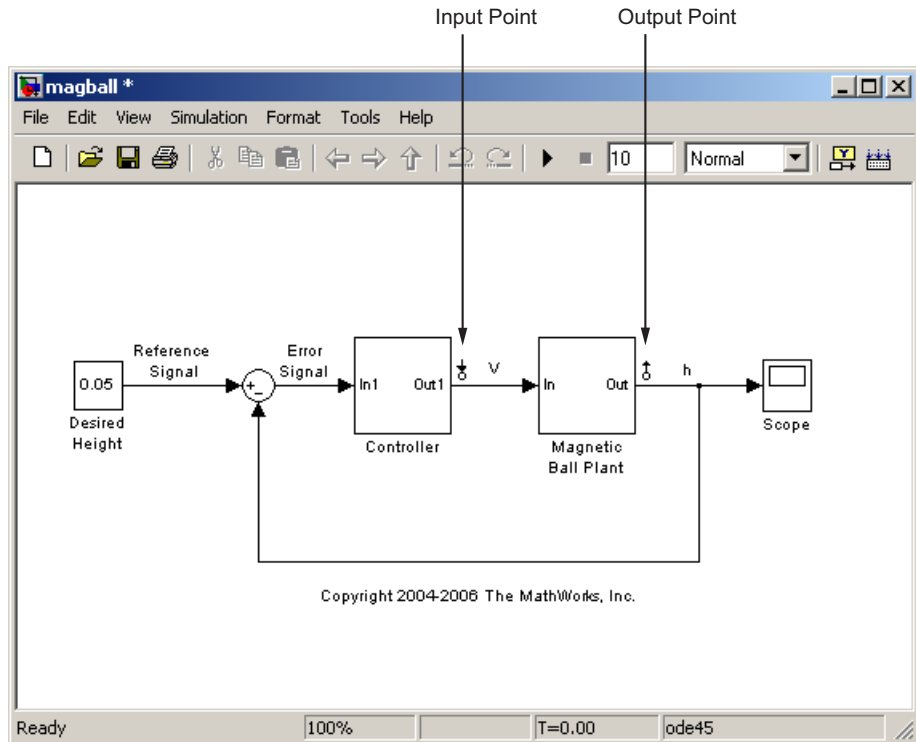 Input Point Output Point
magball *
File Edit View Simulation Format Tools Help
10 Normal
Reference Signal
Error Signal
+
−
0.05
Desired Height
In1 Out1
Controller
V
In Out
Magnetic Ball Plant
h
Scope
Copyright 2004-2006 The MathWorks, Inc.
Ready 100% T=0.00 ode45